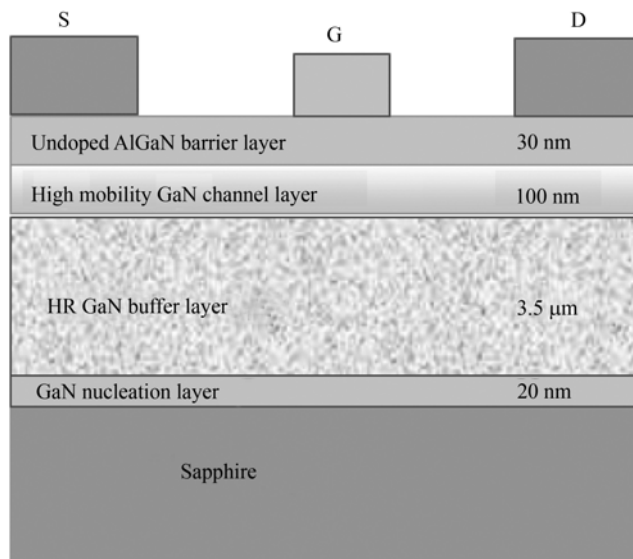 S
G
D
Undoped AlGaN barrier layer 30 nm
High mobility GaN channel layer 100 nm
HR GaN buffer layer 3.5 μm
GaN nucleation layer 20 nm
Sapphire